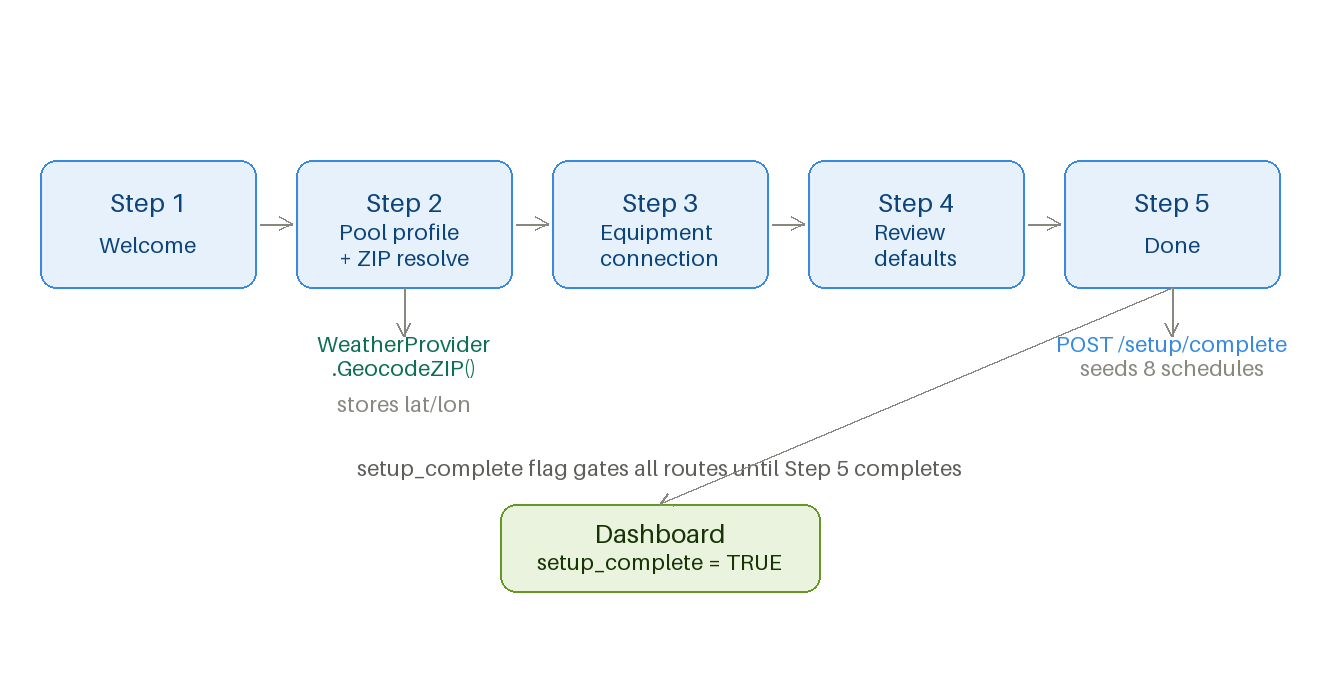 Step 1
Welcome
Step 2
Pool profile
+ ZIP resolve
Step 3
Equipment
connection
Step 4
Review
defaults
Step 5
Done
WeatherProvider
.GeocodeZIP()
stores lat/lon
POST /setup/complete
seeds 8 schedules
setup_complete flag gates all routes until Step 5 completes
Dashboard
setup_complete = TRUE